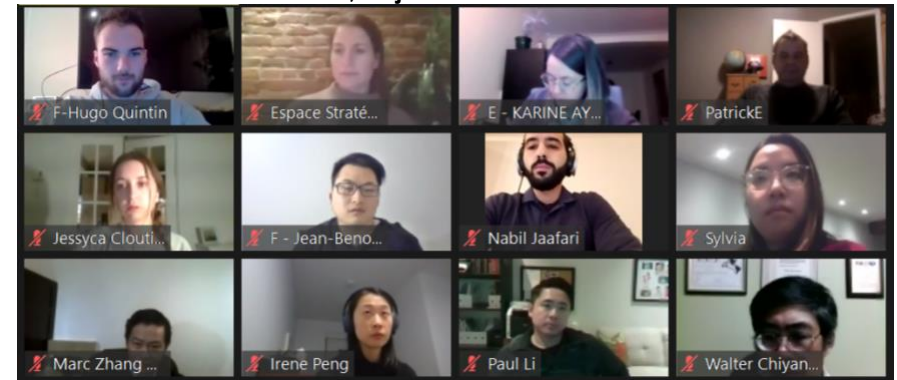 F-Hugo Quintin
Espace Straté...
E - KARINE AY...
PatrickE
Jessyca Clouti...
F - Jean-Beno...
Nabil Jaafari
Sylvia
Marc Zhang ...
Irene Peng
Paul Li
Walter Chiyan...